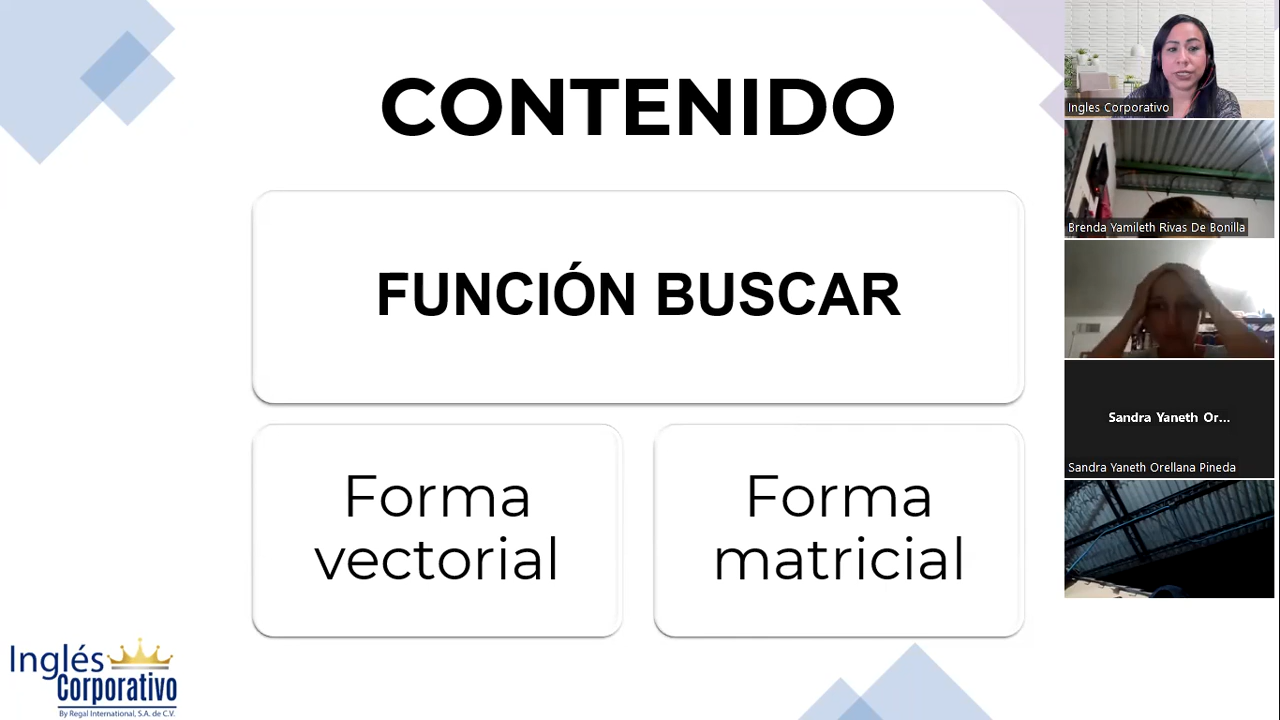 CONTENIDO
FUNCIÓN BUSCAR
Forma
vectorial
Forma
matricial
Inglés
Corporativo
By Regal International, S.A. de C.V.
Ingles Corporativo
Brenda Yamileth Rivas De Bonilla
Sandra Yaneth Or...
Sandra Yaneth Orellana Pineda